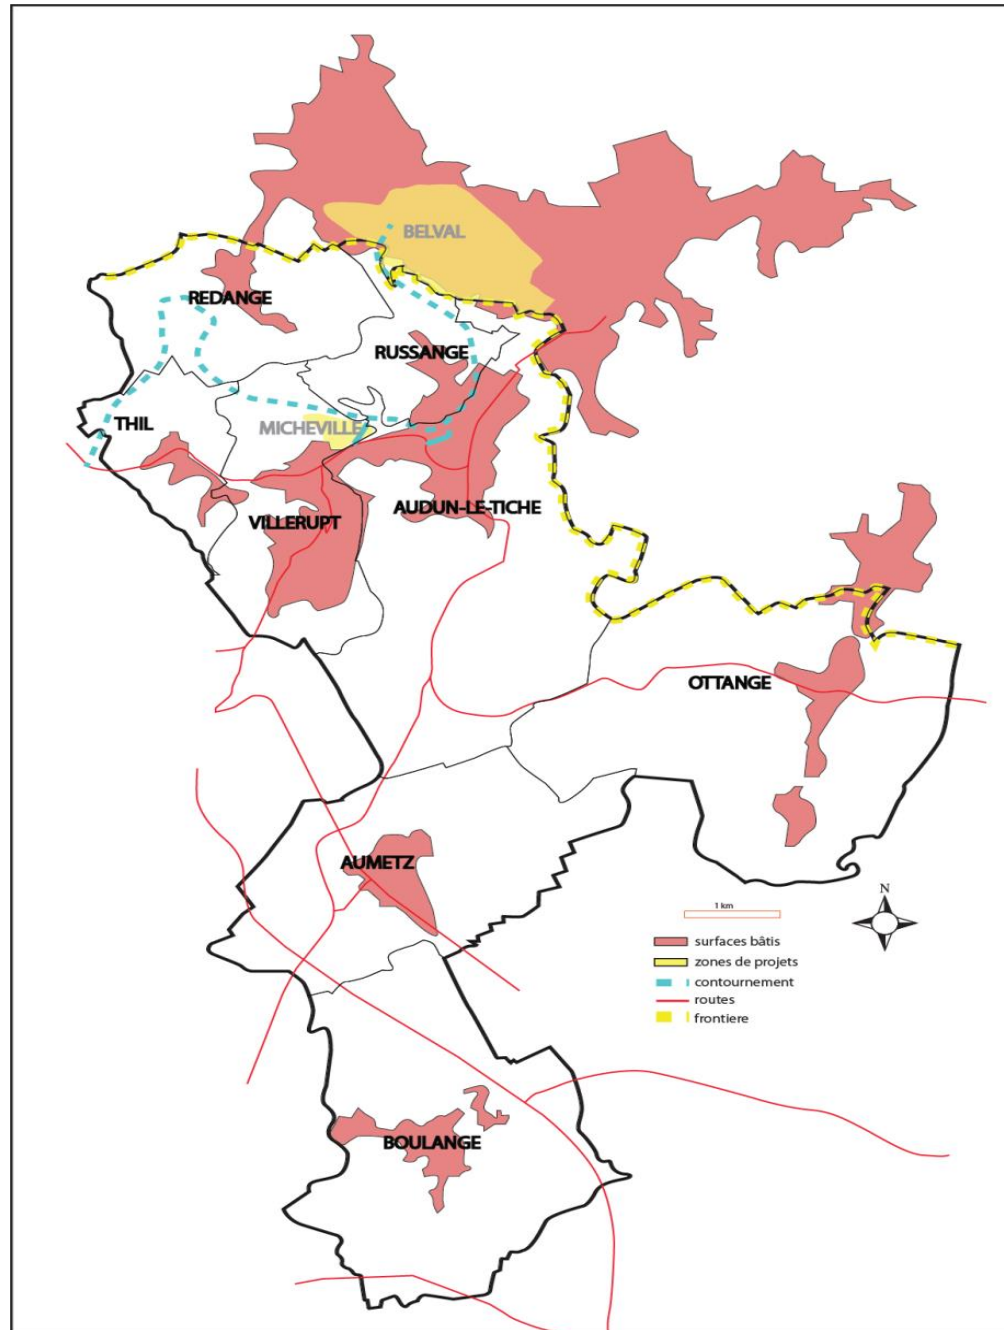 BELVAL
REDANGE
RUSSANGE
THIL
MICHEVILLE
VILLERUPT
AUDUN-LE-TICHE
OTTANGE
AUMETZ
N
1 km
surfaces bâtis
zones de projets
contournement
routes
frontiere
BOULANGE